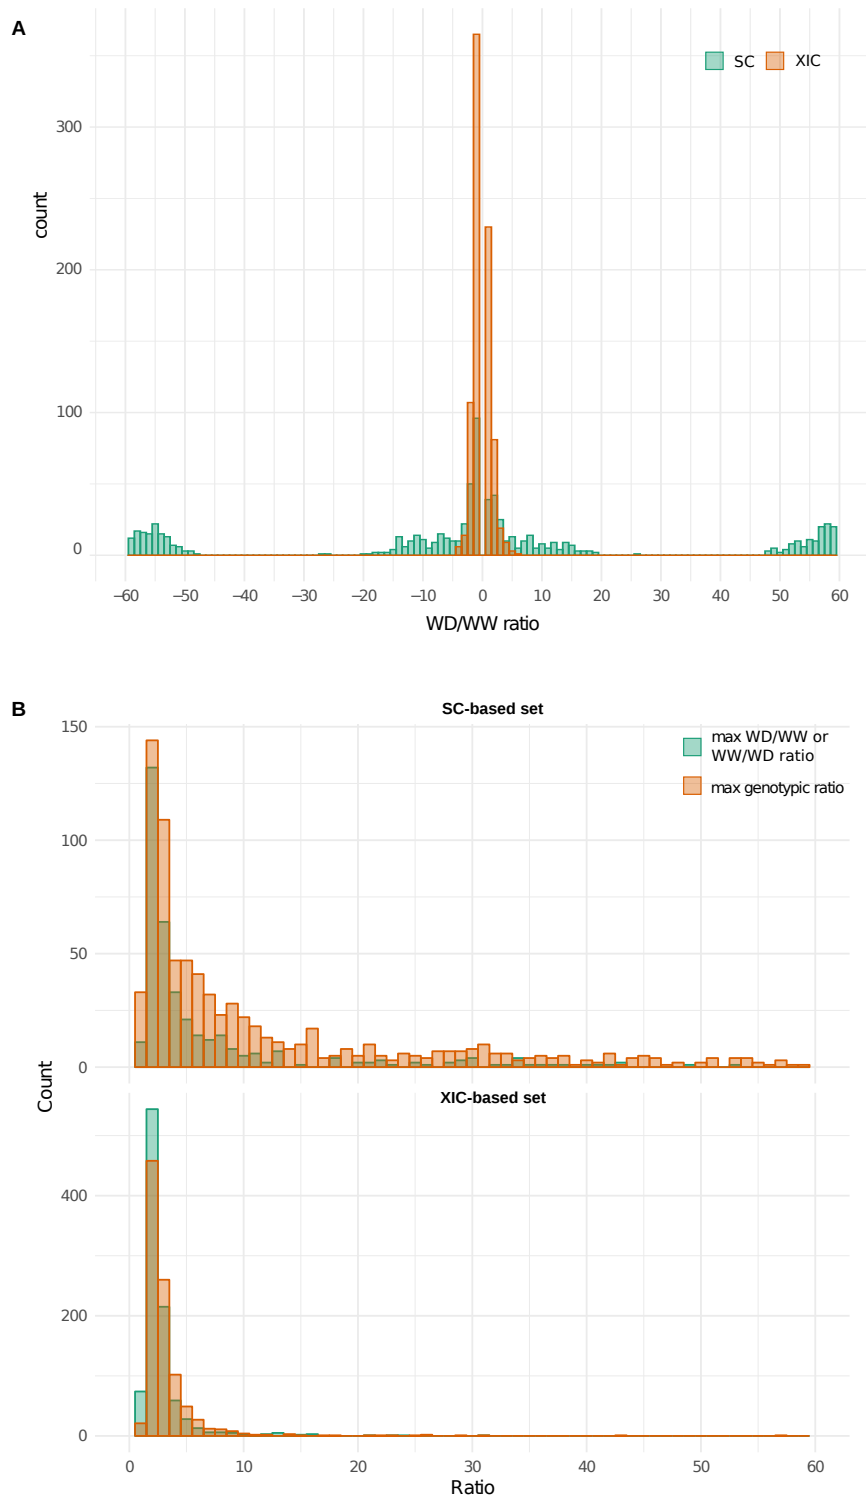 A
SC XIC
300
200
100
0
count
−60 −50 −40 −30 −20 −10 0 10 20 30 40 50 60
WD/WW ratio
B
SC-based set
150
max WD/WW or
WW/WD ratio
max genotypic ratio
100
50
0
Count
XIC-based set
400
200
0
0 10 20 30 40 50 60
Ratio